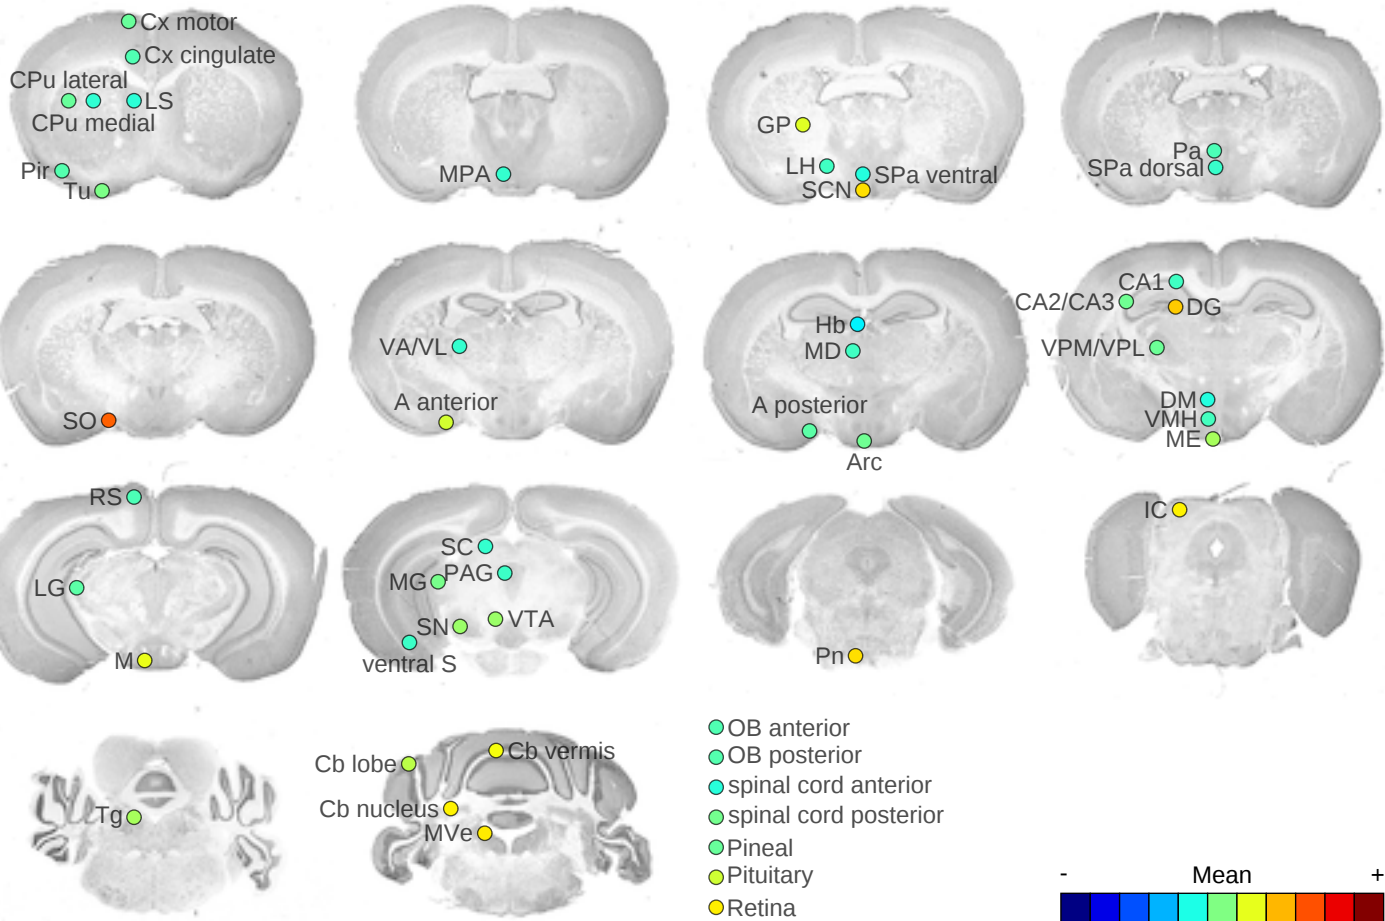 Cx motor
Cx cingulate
CPu lateral
LS
CPu medial
Pir
Tu
MPA
GP
LH
SPa ventral
SCN
Pa
SPa dorsal
SO
VA/VL
A anterior
Hb
MD
A posterior
Arc
CA1
CA2/CA3
DG
VPM/VPL
DM
VMH
ME
RS
LG
M
SC
PAG
MG
VTA
SN
ventral S
Pn
IC
Tg
Cb vermis
Cb lobe
Cb nucleus
MVe
OB anterior
OB posterior
spinal cord anterior
spinal cord posterior
Pineal
Pituitary
Retina
- Mean +